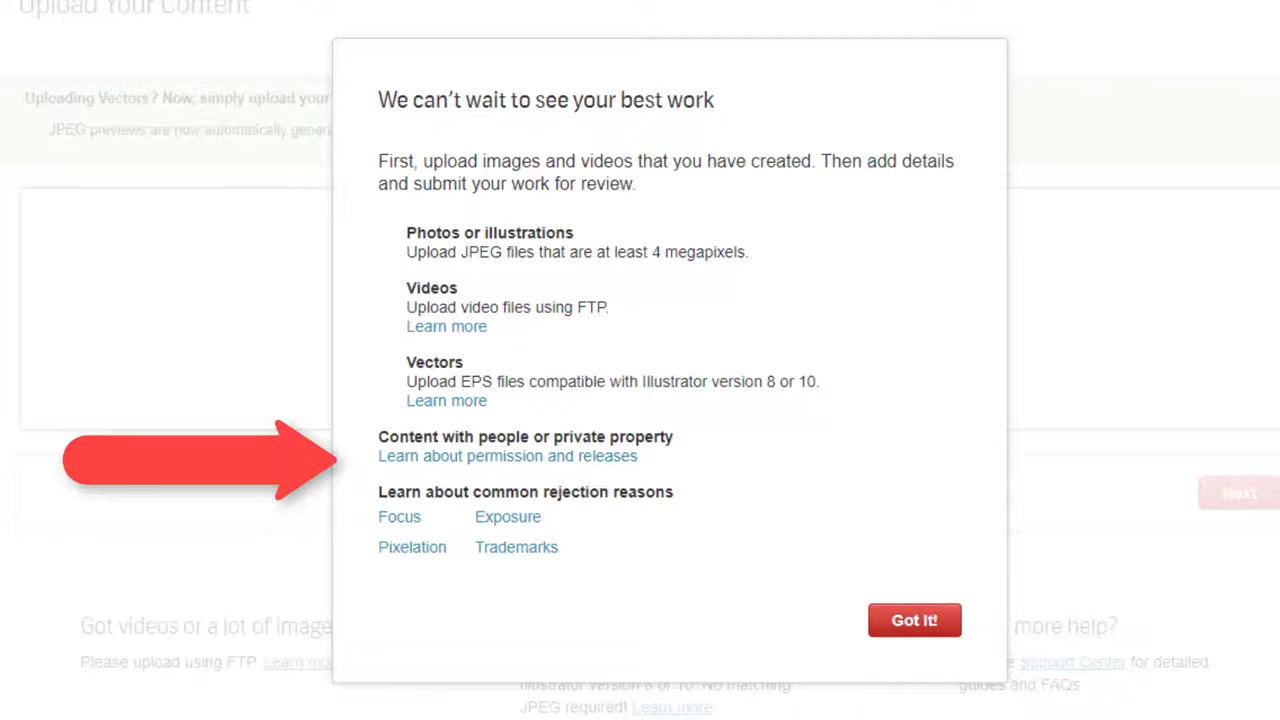 Upload Your Content
Uploading Vectors? Now, simply upload your
JPEG previews are now automatically
We can't wait to see your best work
First, upload images and videos that you have created. Then add details
and submit your work for review.
Photos or illustrations
Upload JPEG files that are at least 4 megapixels.
Videos
Upload video files using FTP.
Learn more
Vectors
Upload EPS files compatible with Illustrator version 8 or 10.
Learn more
Content with people or private property
Learn about permission and releases
Learn about common rejection reasons
Focus Exposure
Pixelation Trademarks
Next
Got It!
Got videos or a lot of
more help?
Please upload using FTP. Learn
Support Center for detailed
guides and FAQs
Illustrator version 8 or 10. No matching
JPEG required! Learn more